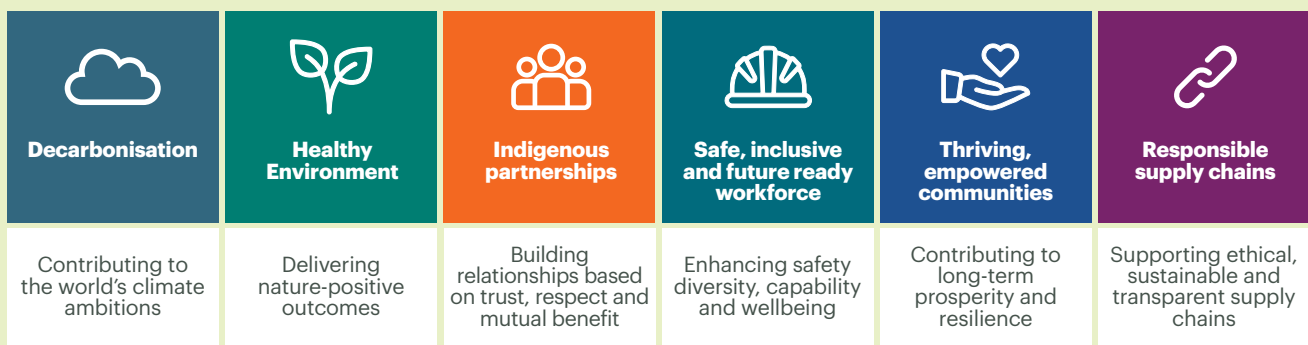 Decarbonisation
Healthy
Environment
Indigenous
partnerships
Safe, inclusive
and future ready
workforce
Thriving,
empowered
communities
Responsible
supply chains
Contributing to
the world's climate
ambitions
Delivering
nature-positive
outcomes
Building
relationships based
on trust, respect and
mutual benefit
Enhancing safety
diversity, capability
and wellbeing
Contributing to
long-term
prosperity and
resilience
Supporting ethical,
sustainable and
transparent supply
chains